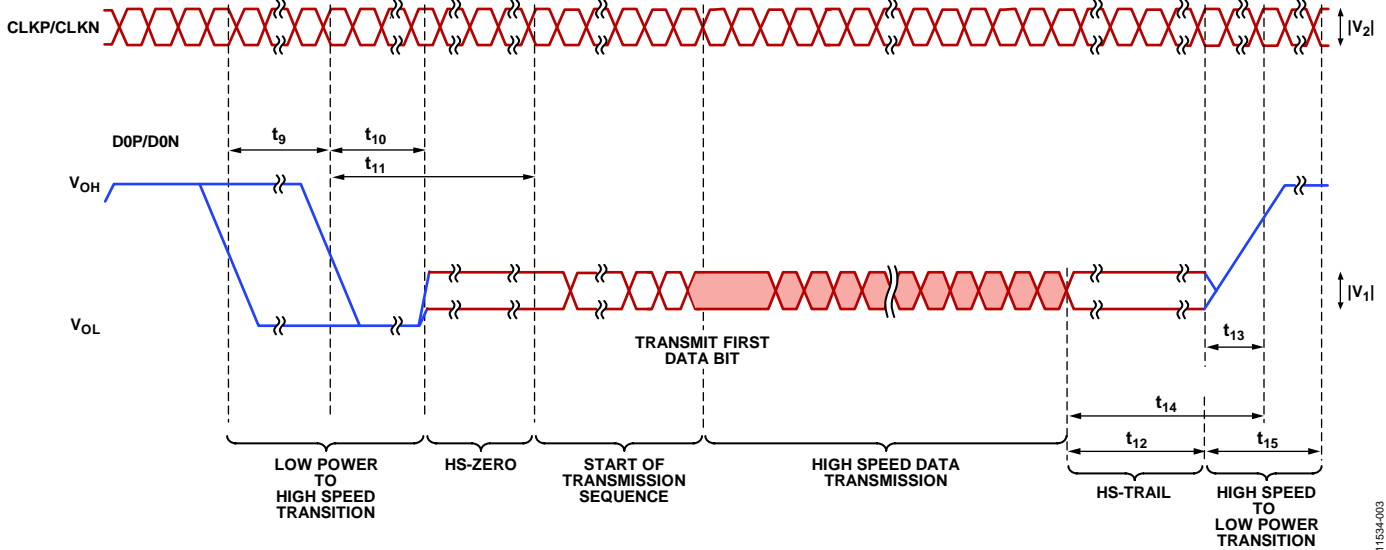 CLKP/CLKN
|V2|
D0P/D0N
t9
t10
t11
VOH
VOL
|V1|
TRANSMIT FIRST
DATA BIT
t13
t14
t12
t15
LOW POWER
TO
HIGH SPEED
TRANSITION
HS-ZERO
START OF
TRANSMISSION
SEQUENCE
HIGH SPEED DATA
TRANSMISSION
HS-TRAIL
HIGH SPEED
TO
LOW POWER
TRANSITION
11534-003